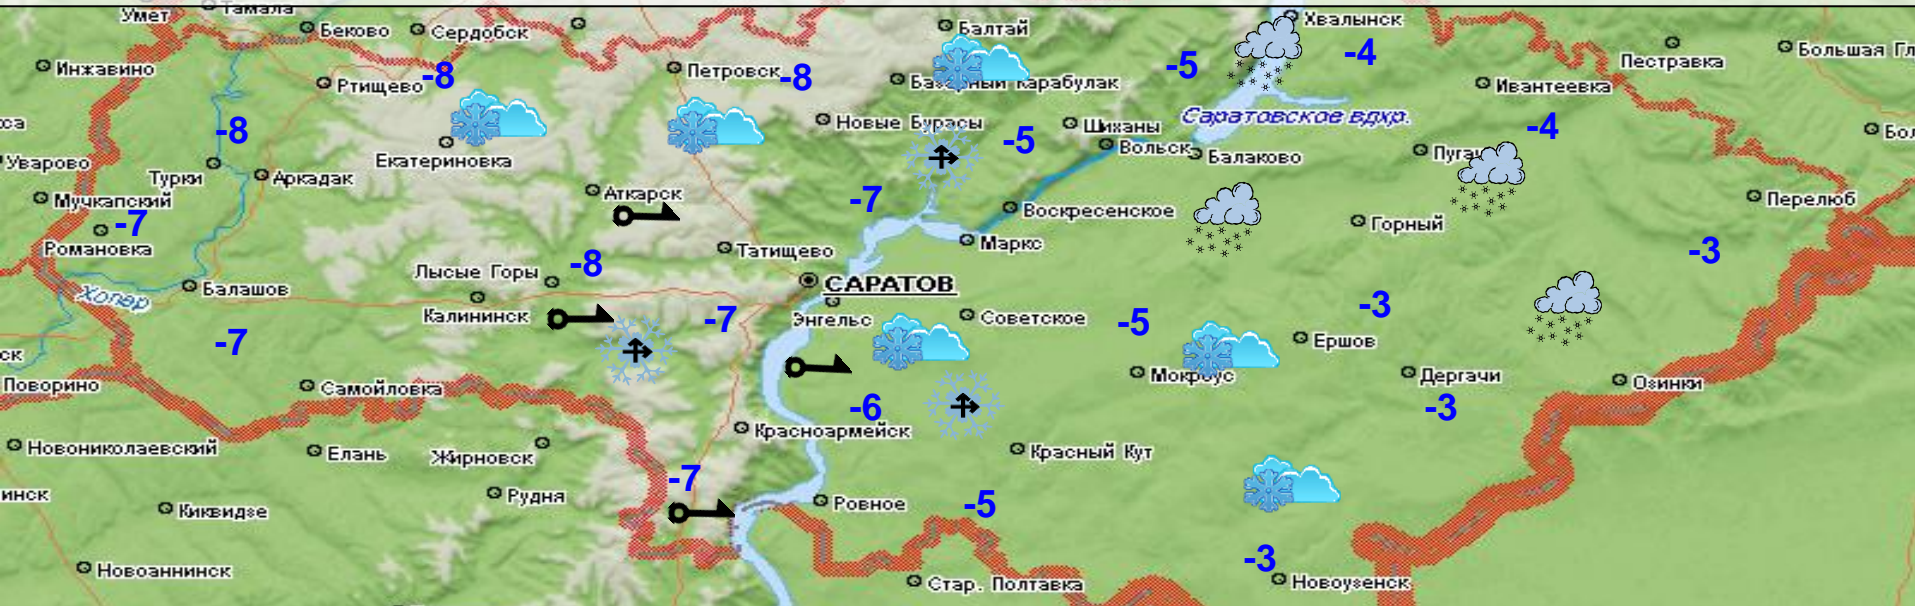 Умет
Тамала
Беково
Сердобск
Балтай
Хвалынск
-5
-4
Пестравка
Большая Гл
Инжавино
Ртищево
-8
Петровск
-8
Базарный Карабулак
Ивантеевка
Саратовское вдхр.
-8
Новые Бурасы
-5
Шиханы
-4
Вольск
Балаково
Пугач
Бол
са
Уварово
Екатериновка
Турки
Аркадак
Аткарск
Мучкапский
-7
-7
Воскресенское
Горный
Перелюб
Романовка
Татищево
Маркс
-3
Лысые Горы
-8
САРАТОВ
Хопер
Балашов
Калининск
-7
Энгельс
Советское
-5
-3
Ершов
-7
ск
Поворино
Самойловка
Мокроус
Дергачи
Озинки
-6
-3
Новониколаевский
Елань
Жирновск
Красноармейск
Красный Кут
-7
инск
Киквидзе
Рудня
Ровное
-5
Новоаннинск
Стар. Полтавка
-3
Новоузенск